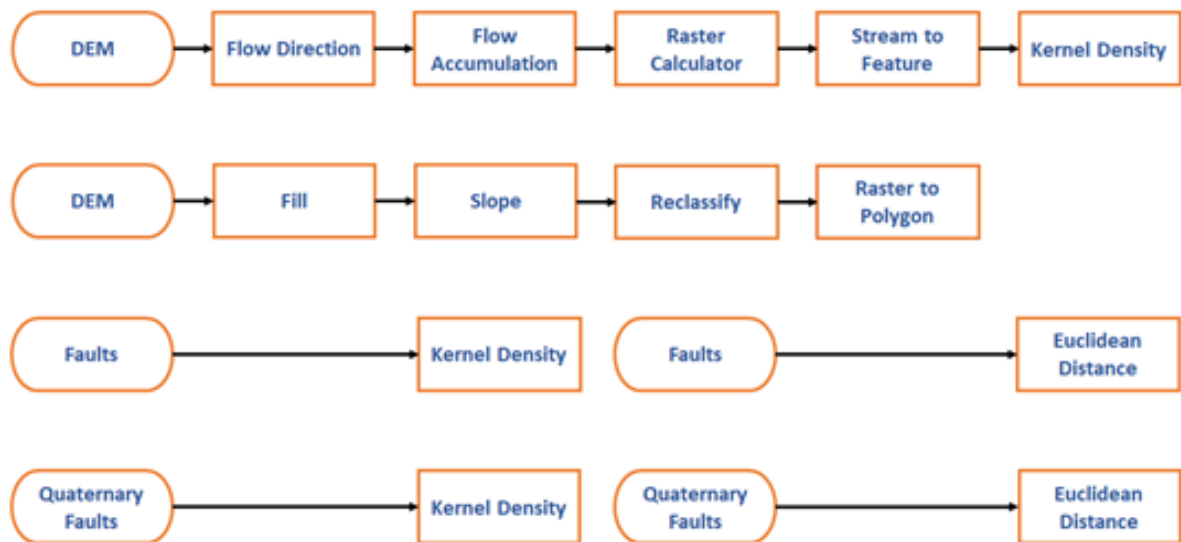 DEM
Flow Direction
Flow
Accumulation
Raster
Calculator
Stream to
Feature
Kernel Density
DEM
Fill
Slope
Reclassify
Raster to
Polygon
Faults
Kernel Density
Faults
Euclidean
Distance
Quaternary
Faults
Kernel Density
Quaternary
Faults
Euclidean
Distance